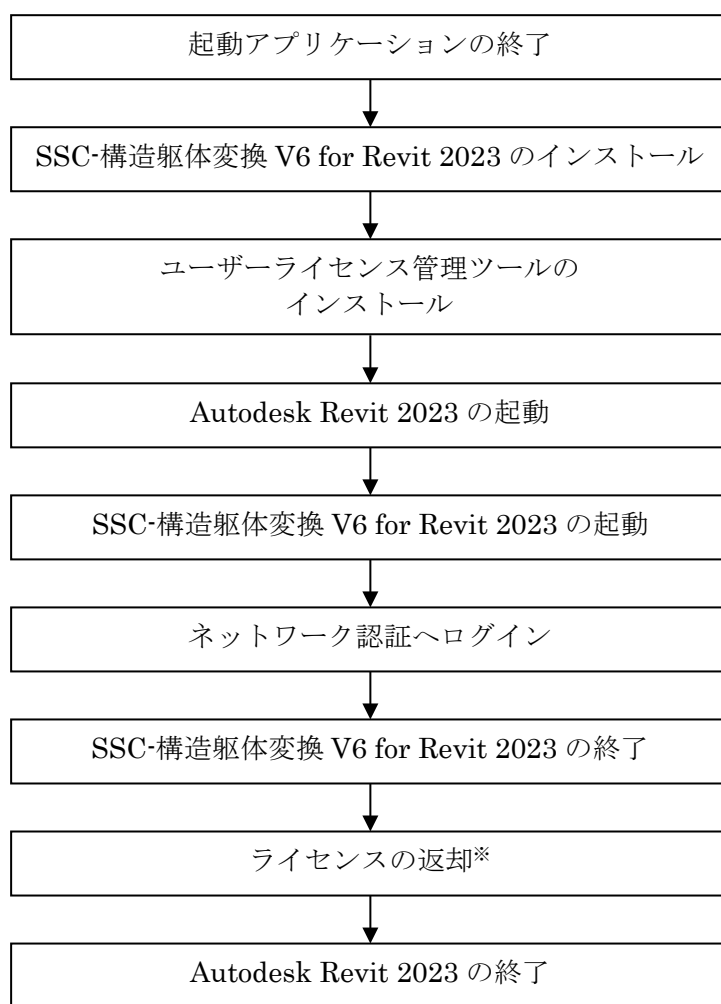 起動アプリケーションの終了
SSC-構造躯体変換 V6 for Revit 2023 のインストール
ユーザーライセンス管理ツールの
インストール
Autodesk Revit 2023 の起動
SSC-構造躯体変換 V6 for Revit 2023 の起動
ネットワーク認証へログイン
SSC-構造躯体変換 V6 for Revit 2023 の終了
ライセンスの返却※
Autodesk Revit 2023 の終了